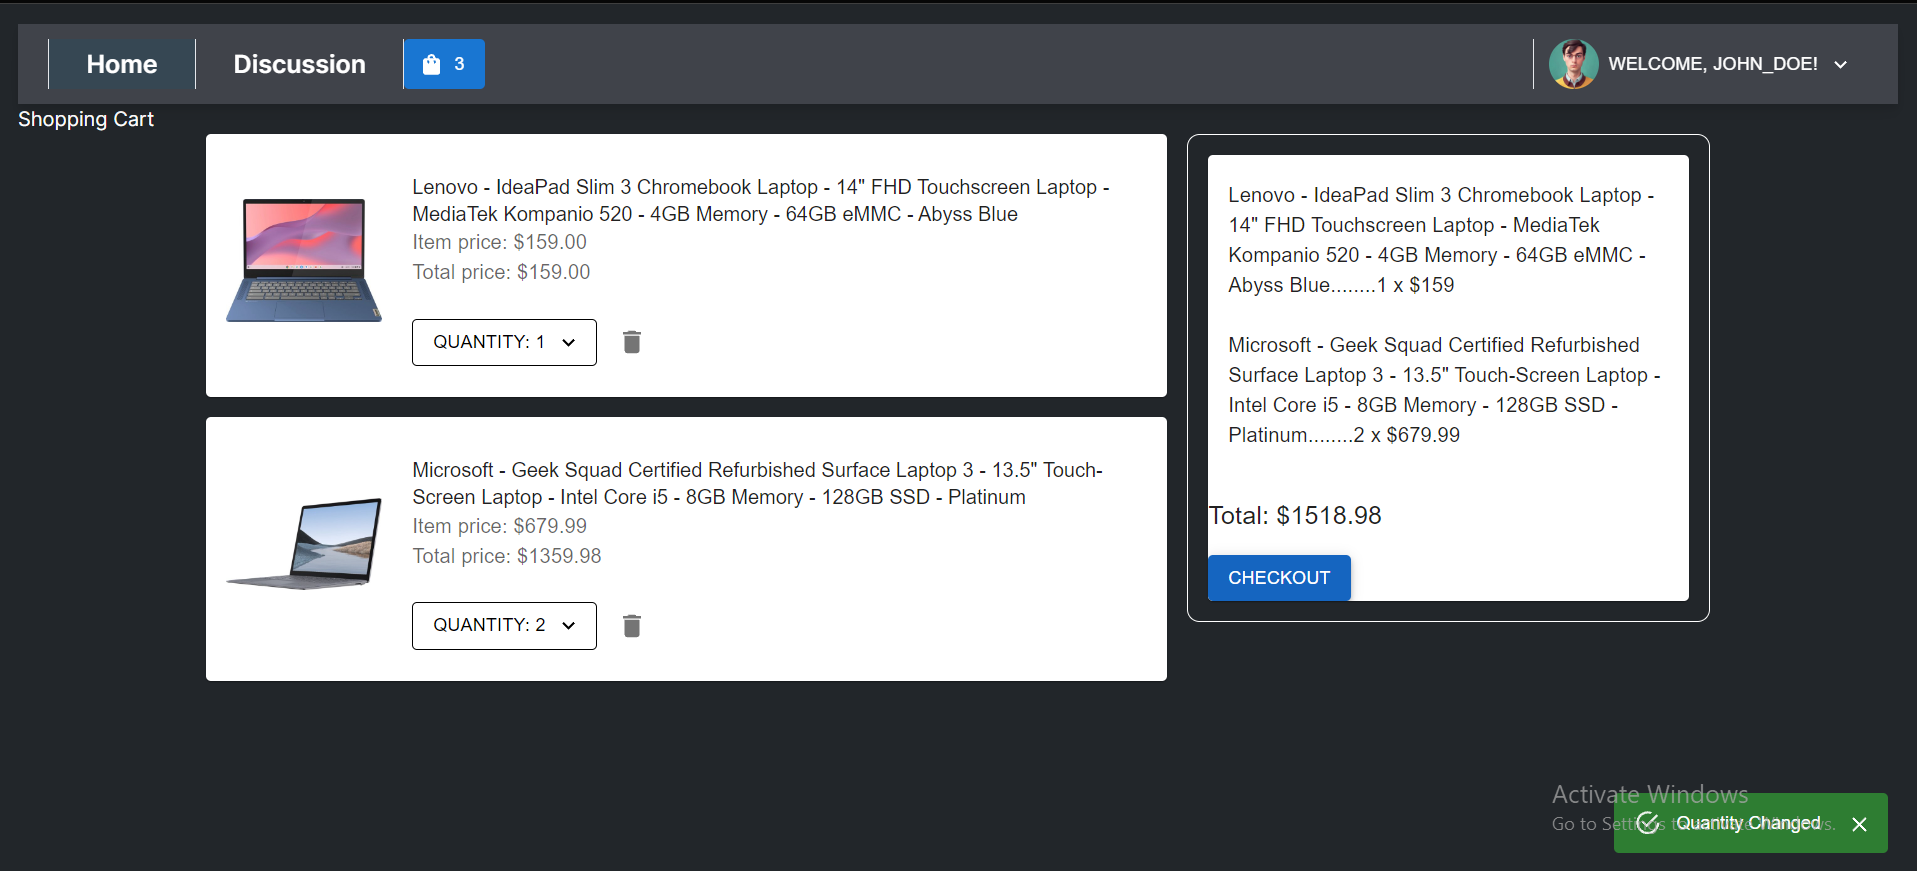 Home
Discussion
3
WELCOME, JOHN_DOE!
Shopping Cart
Lenovo - IdeaPad Slim 3 Chromebook Laptop - 14" FHD Touchscreen Laptop -
MediaTek Kompanio 520 - 4GB Memory - 64GB eMMC - Abyss Blue
Item price: $159.00
Total price: $159.00
QUANTITY: 1
Microsoft - Geek Squad Certified Refurbished Surface Laptop 3 - 13.5" Touch-
Screen Laptop - Intel Core i5 - 8GB Memory - 128GB SSD - Platinum
Item price: $679.99
Total price: $1359.98
QUANTITY: 2
Lenovo - IdeaPad Slim 3 Chromebook Laptop -
14" FHD Touchscreen Laptop - MediaTek
Kompanio 520 - 4GB Memory - 64GB eMMC -
Abyss Blue........1 x $159
Microsoft - Geek Squad Certified Refurbished
Surface Laptop 3 - 13.5" Touch-Screen Laptop -
Intel Core i5 - 8GB Memory - 128GB SSD -
Platinum........2 x $679.99
Total: $1518.98
CHECKOUT
Activate Windows
Go to Settings to activate Windows.
Quantity Changed